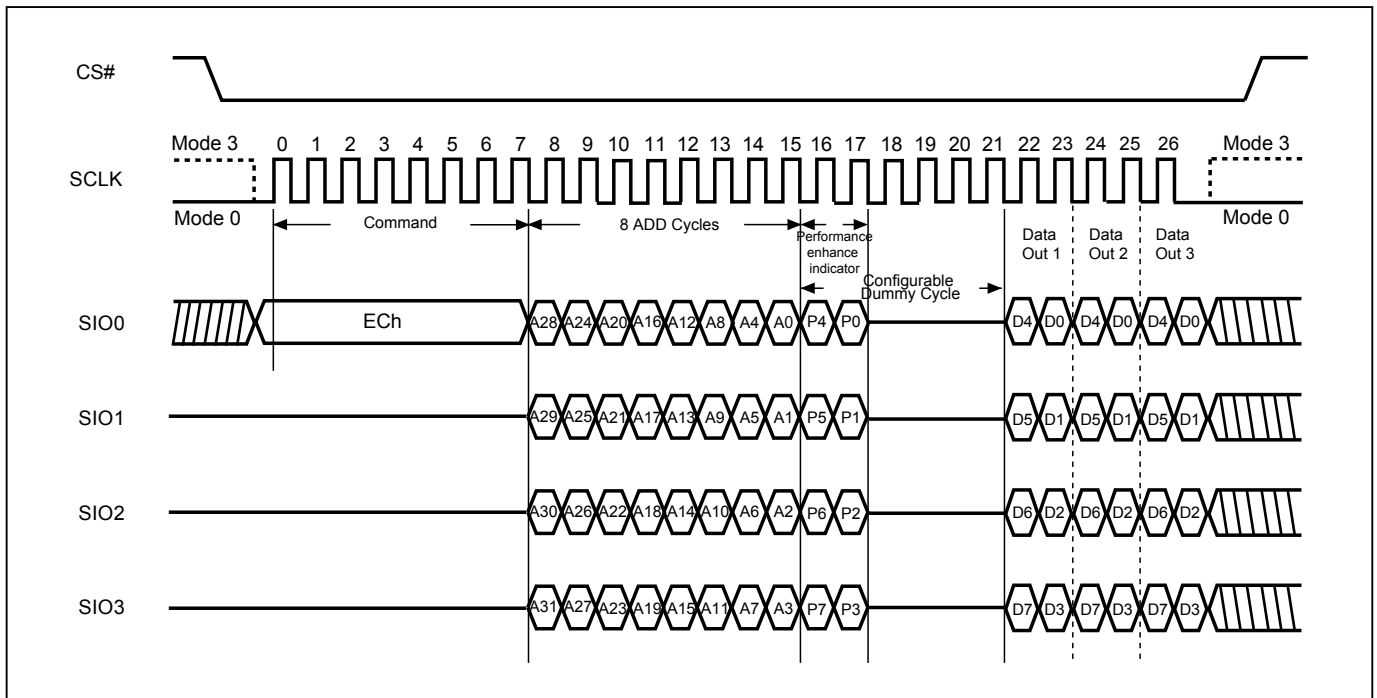 CS#
Mode 3 0 1 2 3 4 5 6 7 8 9 10 11 12 13 14 15 16 17 18 19 20 21 22 23 24 25 26 Mode 3
SCLK
Mode 0 Mode 0
Command 8 ADD Cycles
Performance
enhance
indicator
Data
Out 1
Data
Out 2
Data
Out 3
Configurable
Dummy Cycle
SIO0 ECh A28 A24 A20 A16 A12 A8 A4 A0 P4 P0 D4 D0 D4 D0 D4 D0
SIO1 A29 A25 A21 A17 A13 A9 A5 A1 P5 P1 D5 D1 D5 D1 D5 D1
SIO2 A30 A26 A22 A18 A14 A10 A6 A2 P6 P2 D6 D2 D6 D2 D6 D2
SIO3 A31 A27 A23 A19 A15 A11 A7 A3 P7 P3 D7 D3 D7 D3 D7 D3